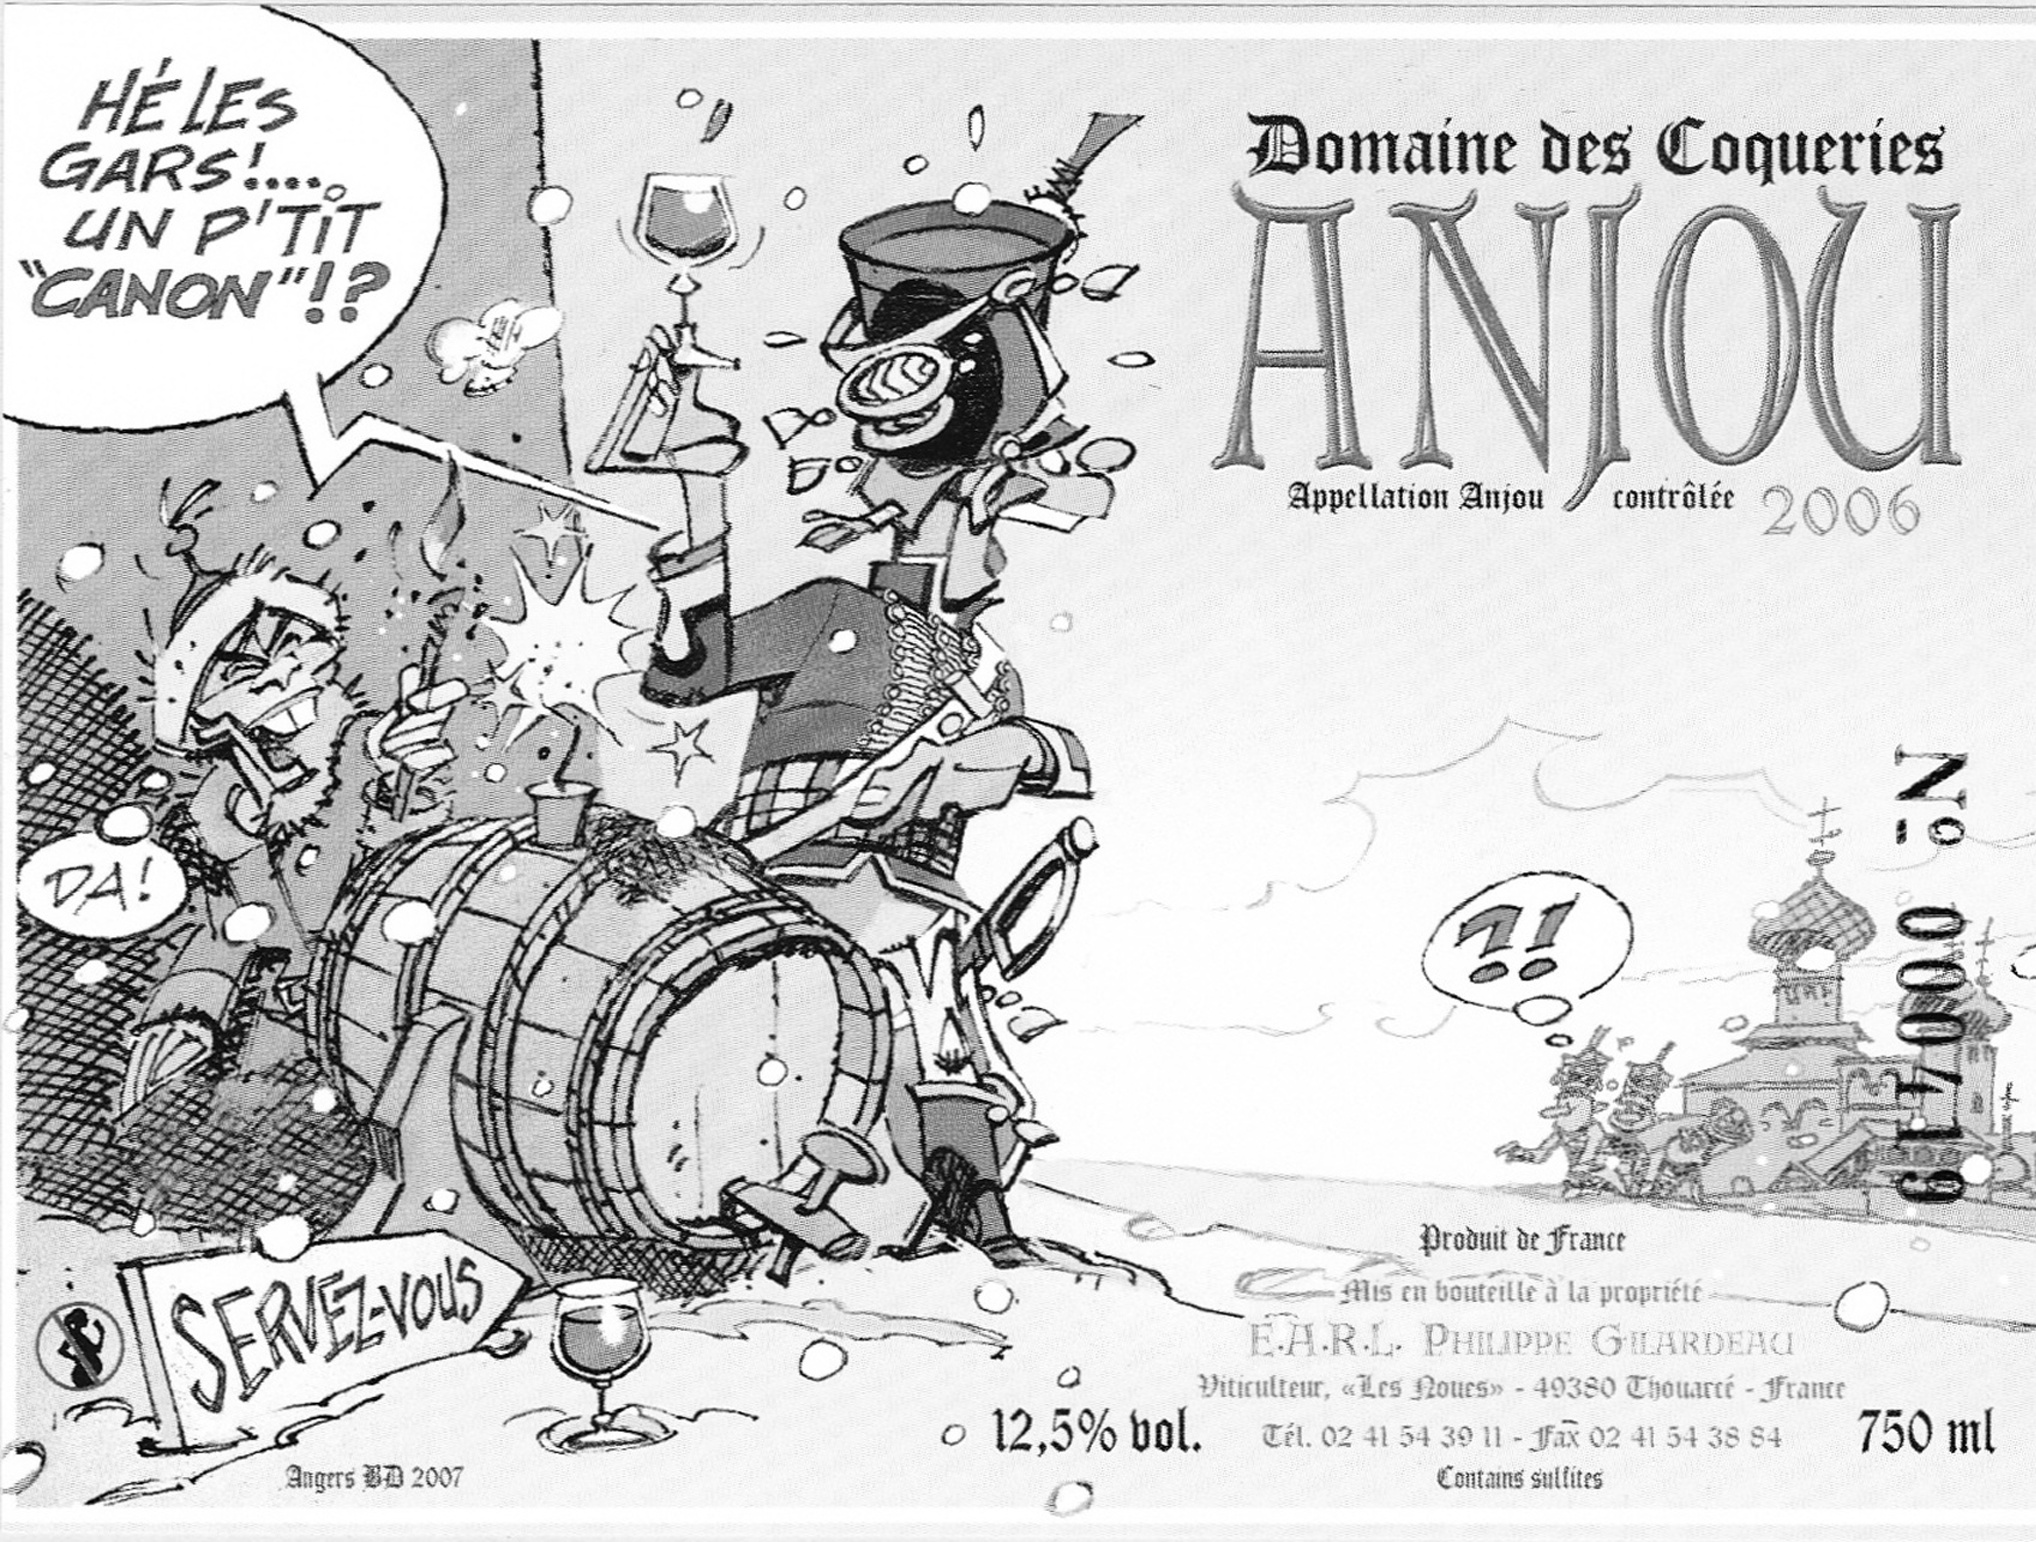 HÉ LES
GARS!....
UN P'TIT
"CANON"!?
DA!
SERVEZ-VOUS
Angers BD 2007
Domaine des Coqueries
ANJOU
Appellation Anjou contrôlée 2006
?!
Nº 000419
Produit de France
Mis en bouteille à la propriété
E.A.R.L. PHILIPPE GILARDEAU
Viticulteur, «Les Noues» - 49380 Thouarcé - France
12,5% vol. Tél. 02 41 54 39 11 - Fax 02 41 54 38 84 750 ml
Contains sulfites